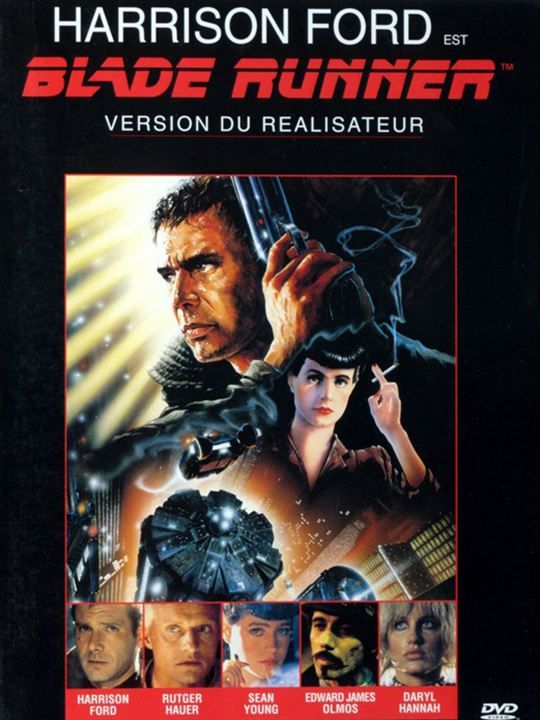 HARRISON FORD EST
BLADE RUNNER™
VERSION DU REALISATEUR
HARRISON FORD
RUTGER HAUER
SEAN YOUNG
EDWARD JAMES OLMOS
DARYL HANNAH
DVD
VIDEO